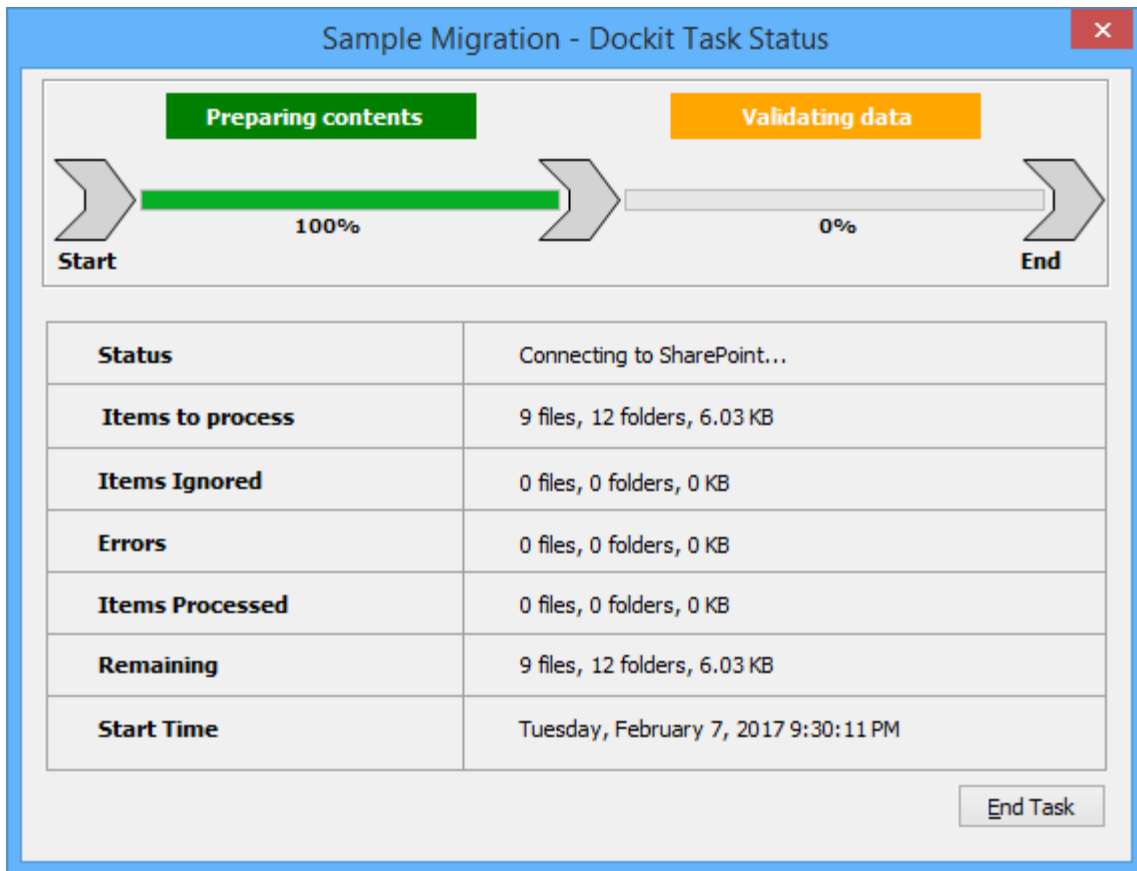 Sample Migration - Dockit Task Status
Preparing contents
Validating data
100%
0%
Start
End
Status Connecting to SharePoint...
Items to process 9 files, 12 folders, 6.03 KB
Items Ignored 0 files, 0 folders, 0 KB
Errors 0 files, 0 folders, 0 KB
Items Processed 0 files, 0 folders, 0 KB
Remaining 9 files, 12 folders, 6.03 KB
Start Time Tuesday, February 7, 2017 9:30:11 PM
End Task